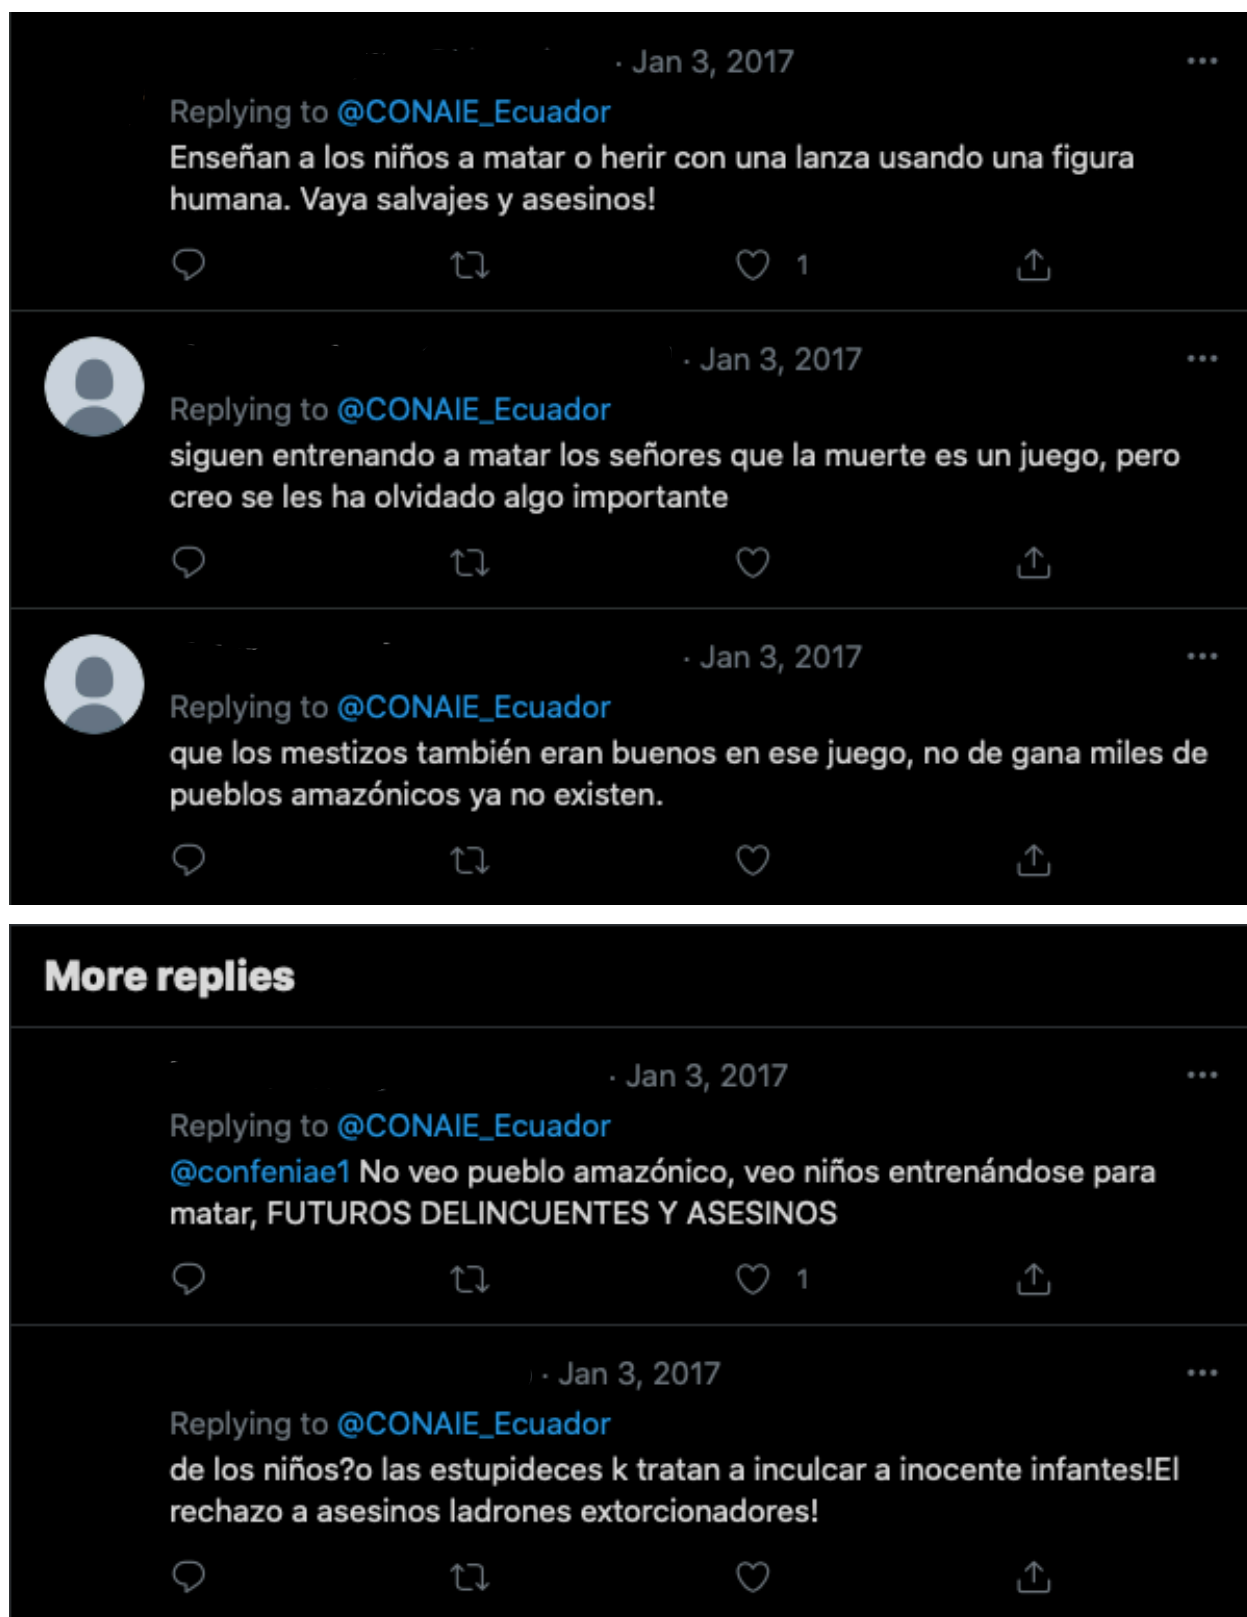 · Jan 3, 2017
Replying to @CONAIE_Ecuador
Enseñan a los niños a matar o herir con una lanza usando una figura
humana. Vaya salvajes y asesinos!
1
· Jan 3, 2017
Replying to @CONAIE_Ecuador
siguen entrenando a matar los señores que la muerte es un juego, pero
creo se les ha olvidado algo importante
· Jan 3, 2017
Replying to @CONAIE_Ecuador
que los mestizos también eran buenos en ese juego, no de gana miles de
pueblos amazónicos ya no existen.
More replies
· Jan 3, 2017
Replying to @CONAIE_Ecuador
@confeniae1 No veo pueblo amazónico, veo niños entrenándose para
matar, FUTUROS DELINCUENTES Y ASESINOS
1
· Jan 3, 2017
Replying to @CONAIE_Ecuador
de los niños?o las estupideces k tratan a inculcar a inocente infantes!El
rechazo a asesinos ladrones extorcionadores!